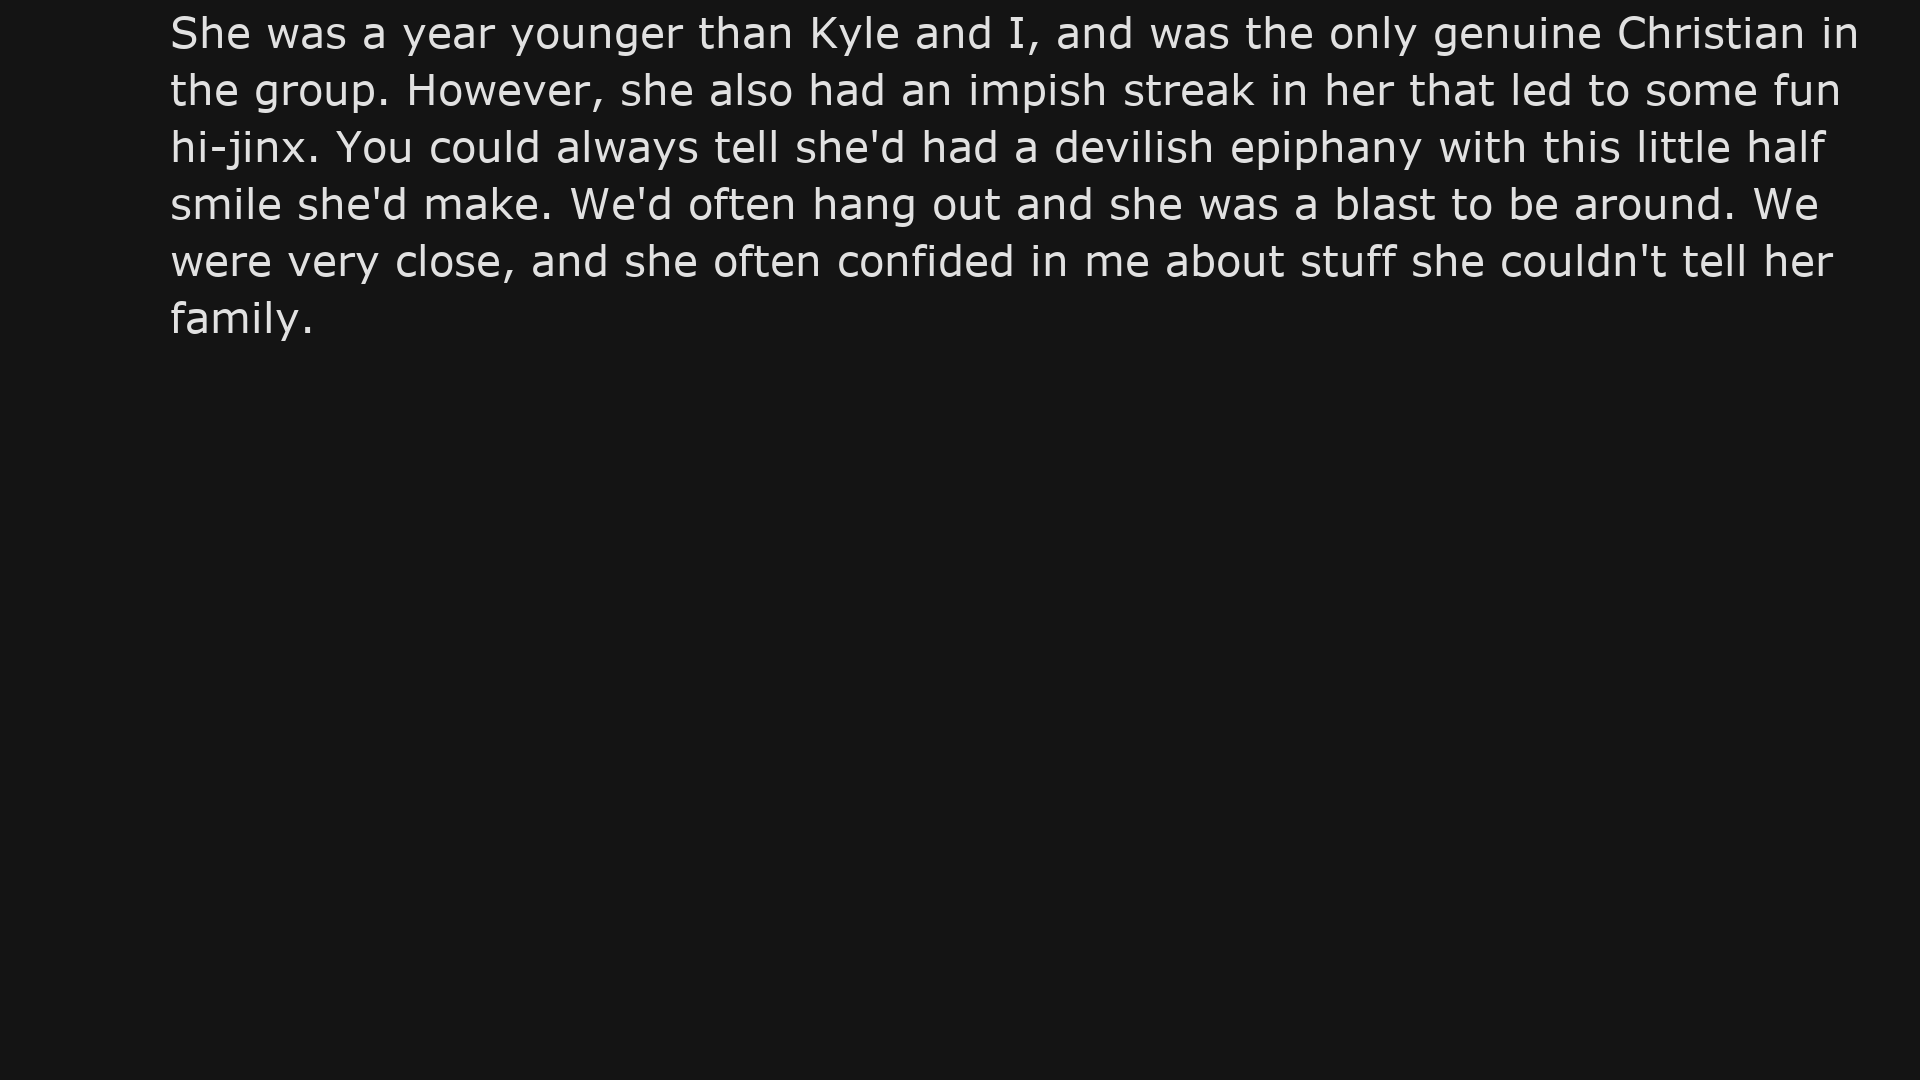 She was a year younger than Kyle and I, and was the only genuine Christian in
the group. However, she also had an impish streak in her that led to some fun
hi-jinx. You could always tell she'd had a devilish epiphany with this little half
smile she'd make. We'd often hang out and she was a blast to be around. We
were very close, and she often confided in me about stuff she couldn't tell her
family.